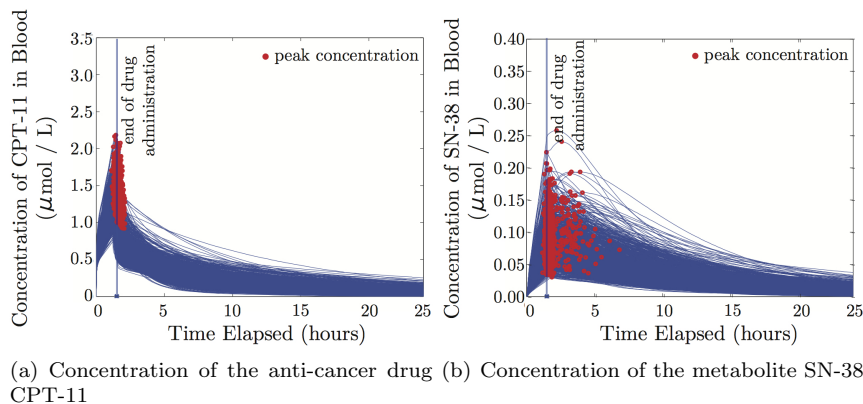 Concentration of CPT-11 in Blood
(μmol / L)
3.5
3.0
2.5
2.0
1.5
1.0
0.5
0
peak concentration
end of drug
administration
0
5
10
15
20
25
Time Elapsed (hours)
Concentration of SN-38 in Blood
(μmol / L)
0.40
0.35
0.30
0.25
0.20
0.15
0.10
0.05
0.00
peak concentration
end of drug
administration
0
5
10
15
20
25
Time Elapsed (hours)
(a) Concentration of the anti-cancer drug
CPT-11
(b) Concentration of the metabolite SN-38